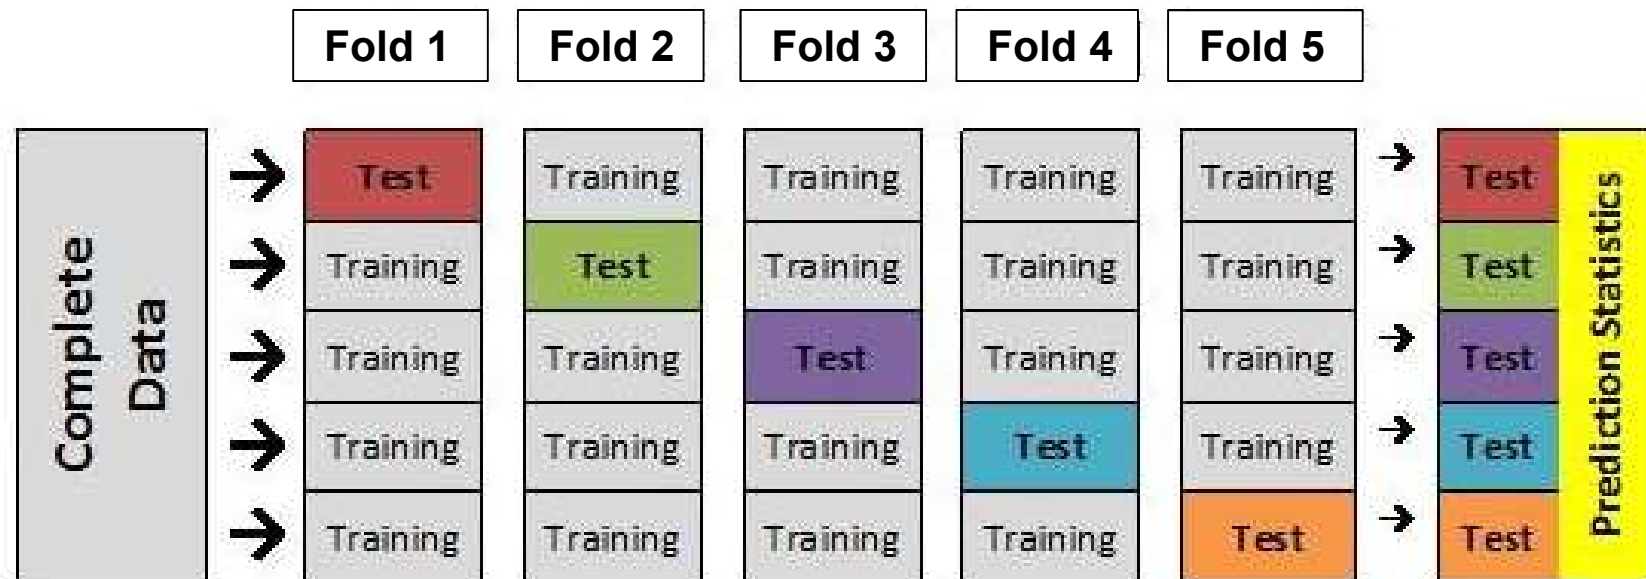 Fold 1 Fold 2 Fold 3 Fold 4 Fold 5
Complete
Data
Test Training Training Training Training Test
Training Test Training Training Training Test
Training Training Test Training Training Test
Training Training Training Test Training Test
Training Training Training Training Test Test
Prediction Statistics